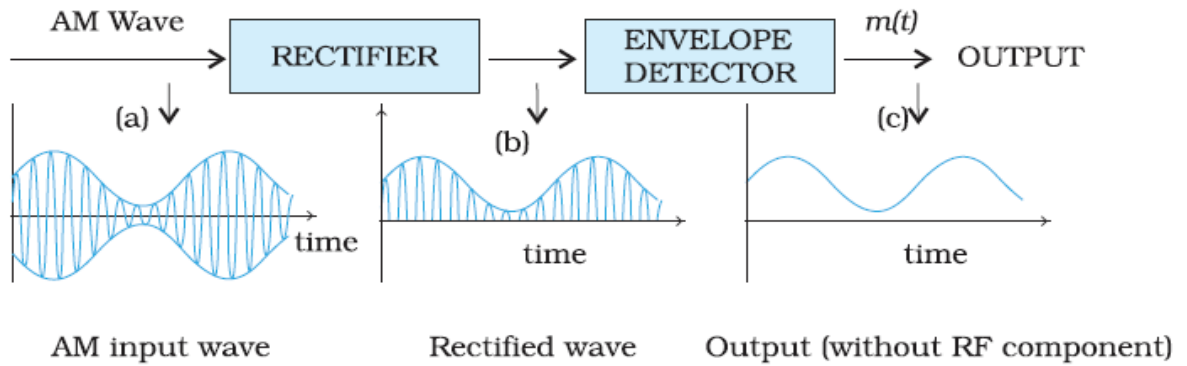 AM Wave
RECTIFIER
ENVELOPE
DETECTOR
m(t)
OUTPUT
(a)
(b)
(c)
time
time
time
AM input wave
Rectified wave
Output (without RF component)